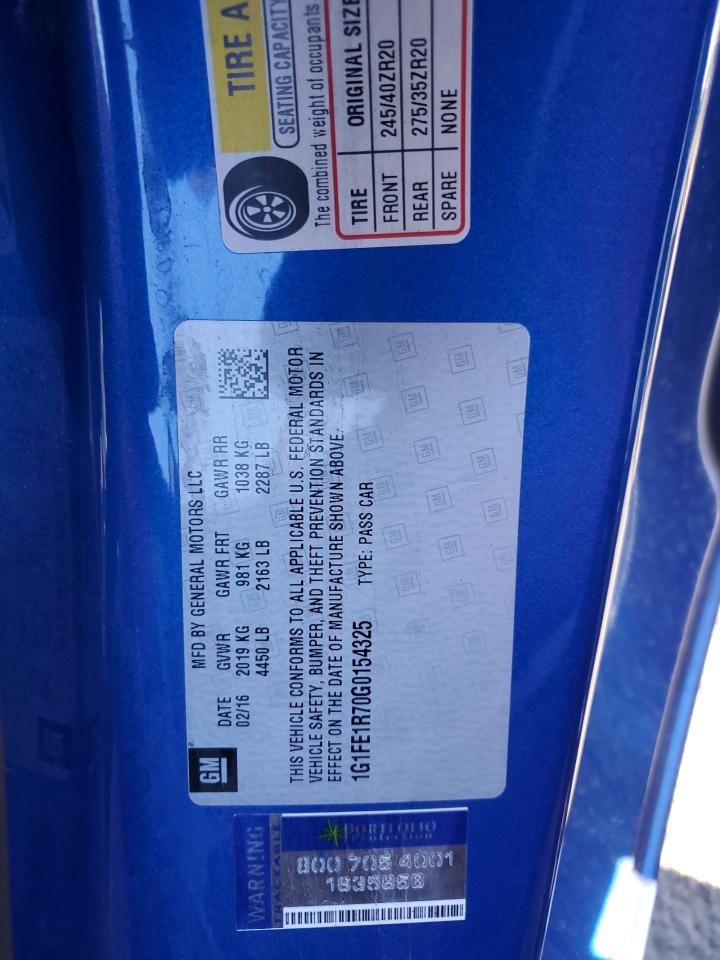 TIRE A
SEATING CAPACITY
The combined weight of occupants
TIRE ORIGINAL SIZE
FRONT 245/40ZR20
REAR 275/35ZR20
SPARE NONE
GM
MFD BY GENERAL MOTORS LLC
DATE GVWR GAWR FRT GAWR RR
02/16 2019 KG 981 KG 1038 KG
4450 LB 2163 LB 2287 LB
THIS VEHICLE CONFORMS TO ALL APPLICABLE U.S. FEDERAL MOTOR
VEHICLE SAFETY, BUMPER, AND THEFT PREVENTION STANDARDS IN
EFFECT ON THE DATE OF MANUFACTURE SHOWN ABOVE.
1G1FE1R70G0154325 TYPE: PASS CAR
WARNING
TRACEABLE
PORTFOLIO
Protection
800 705 4001
1935858